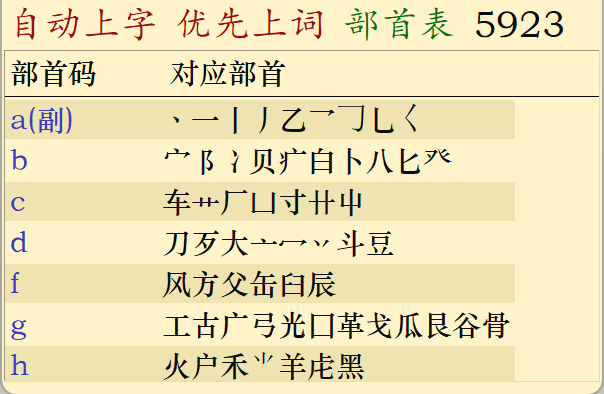 自动上字 优先上词 部首表 5923
部首码 对应部首
a(副) 丶一丨丿乙乛𠃌乚𡿨
b 宀阝冫贝疒白卜八匕癶
c 车艹厂凵寸卄屮
d 刀歹大亠冖丷斗豆
f 风方父缶臼辰
g 工古广弓光囗革戈瓜艮谷骨
h 火户禾⺌羊虍黑